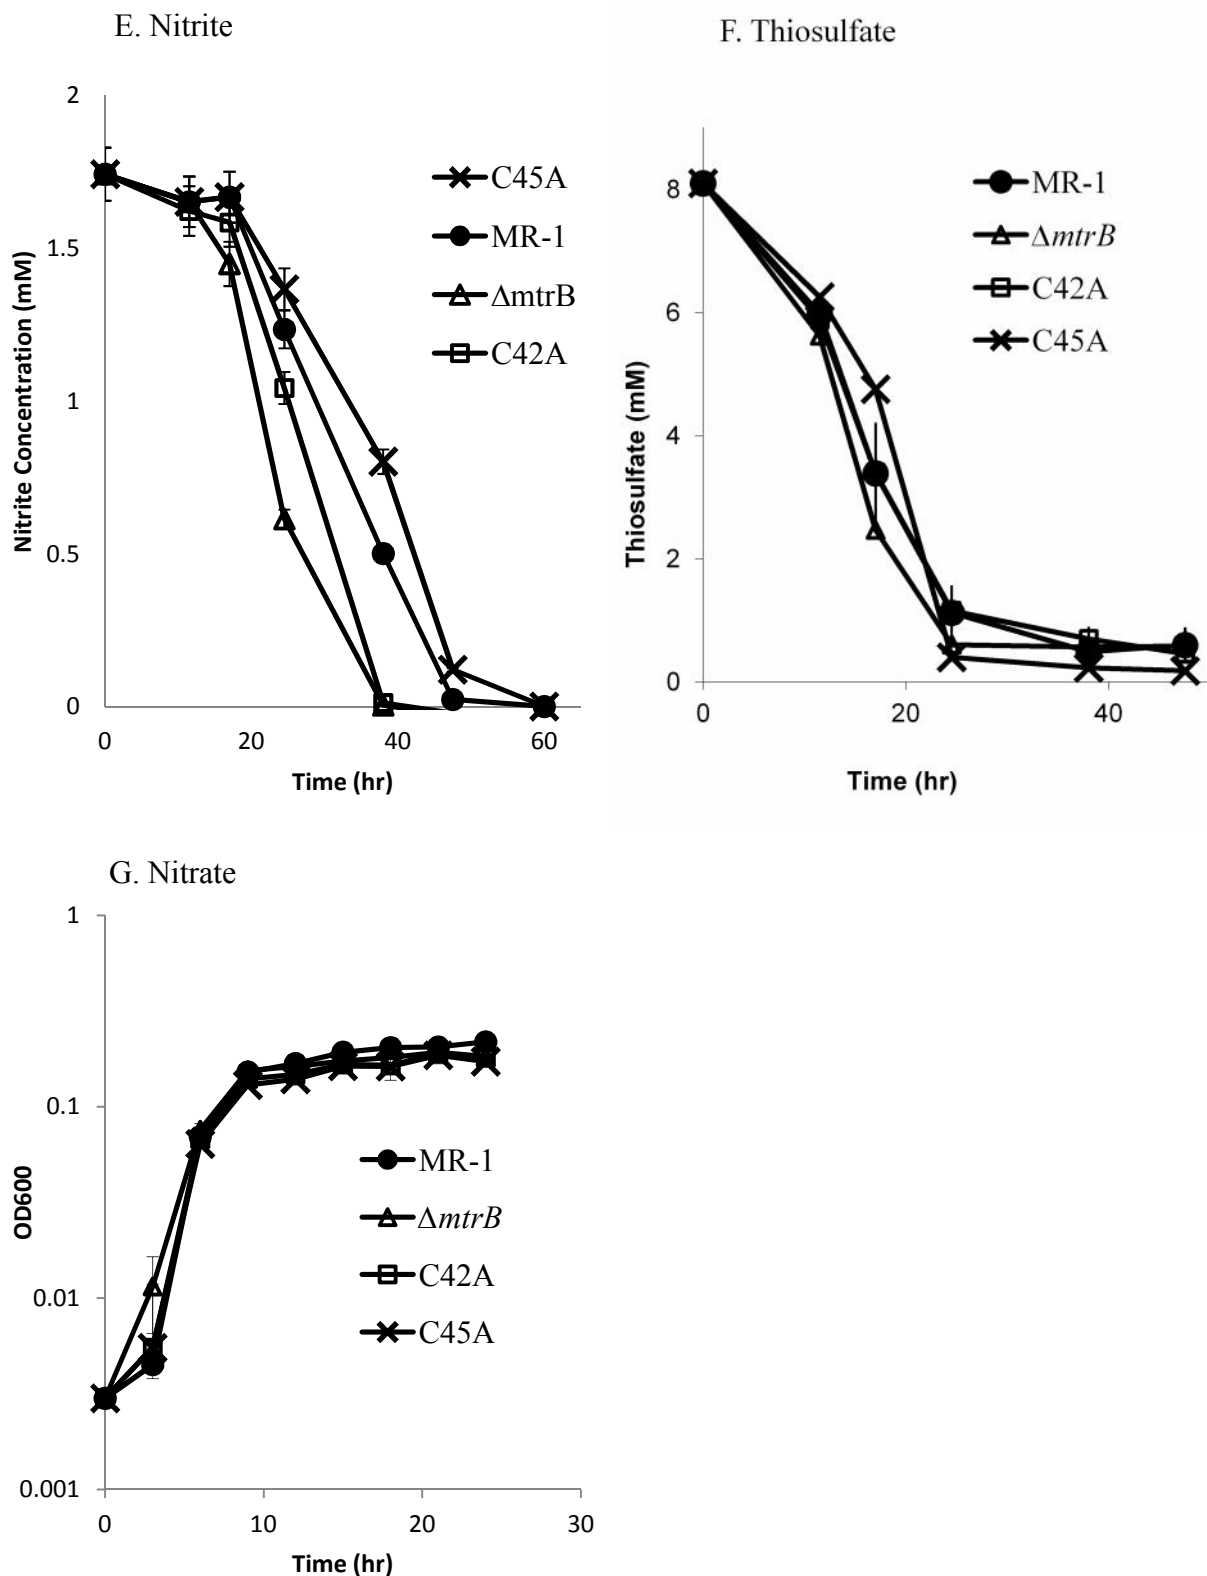 E. Nitrite
2
1.5
1
0.5
0
0
20
40
60
Nitrite Concentration (mM)
Time (hr)
C45A
MR-1
ΔmtrB
C42A
F. Thiosulfate
8
6
4
2
0
0
20
40
Thiosulfate (mM)
Time (hr)
MR-1
ΔmtrB
C42A
C45A
G. Nitrate
1
0.1
0.01
0.001
0
10
20
30
OD600
Time (hr)
MR-1
ΔmtrB
C42A
C45A